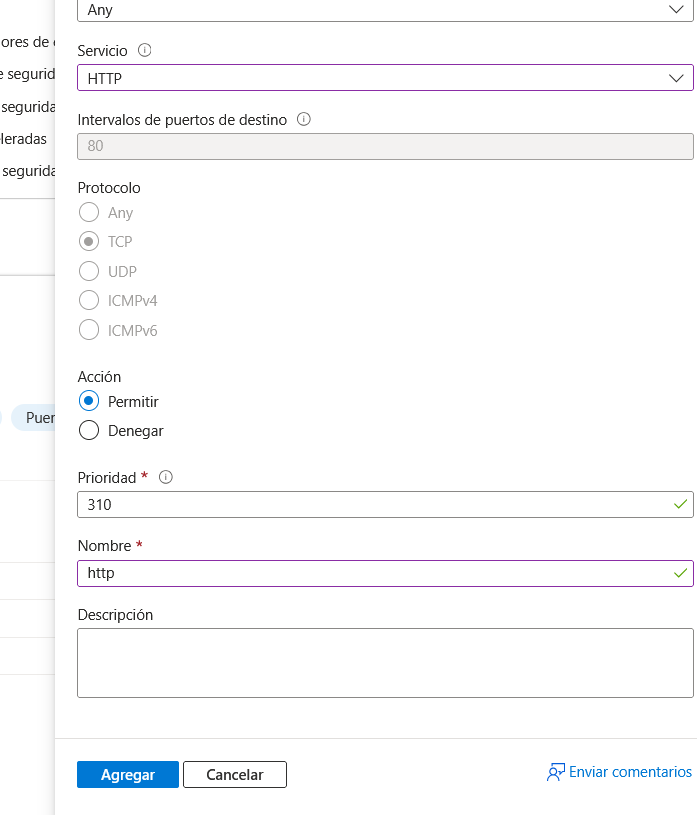 Any
ores de
Servicio
e segurid
HTTP
segurida
Intervalos de puertos de destino
leradas
80
segurida
Protocolo
Any
TCP
UDP
ICMPv4
ICMPv6
Acción
Permitir
Puer
Denegar
Prioridad *
310
Nombre *
http
Descripción
Agregar
Cancelar
Enviar comentarios